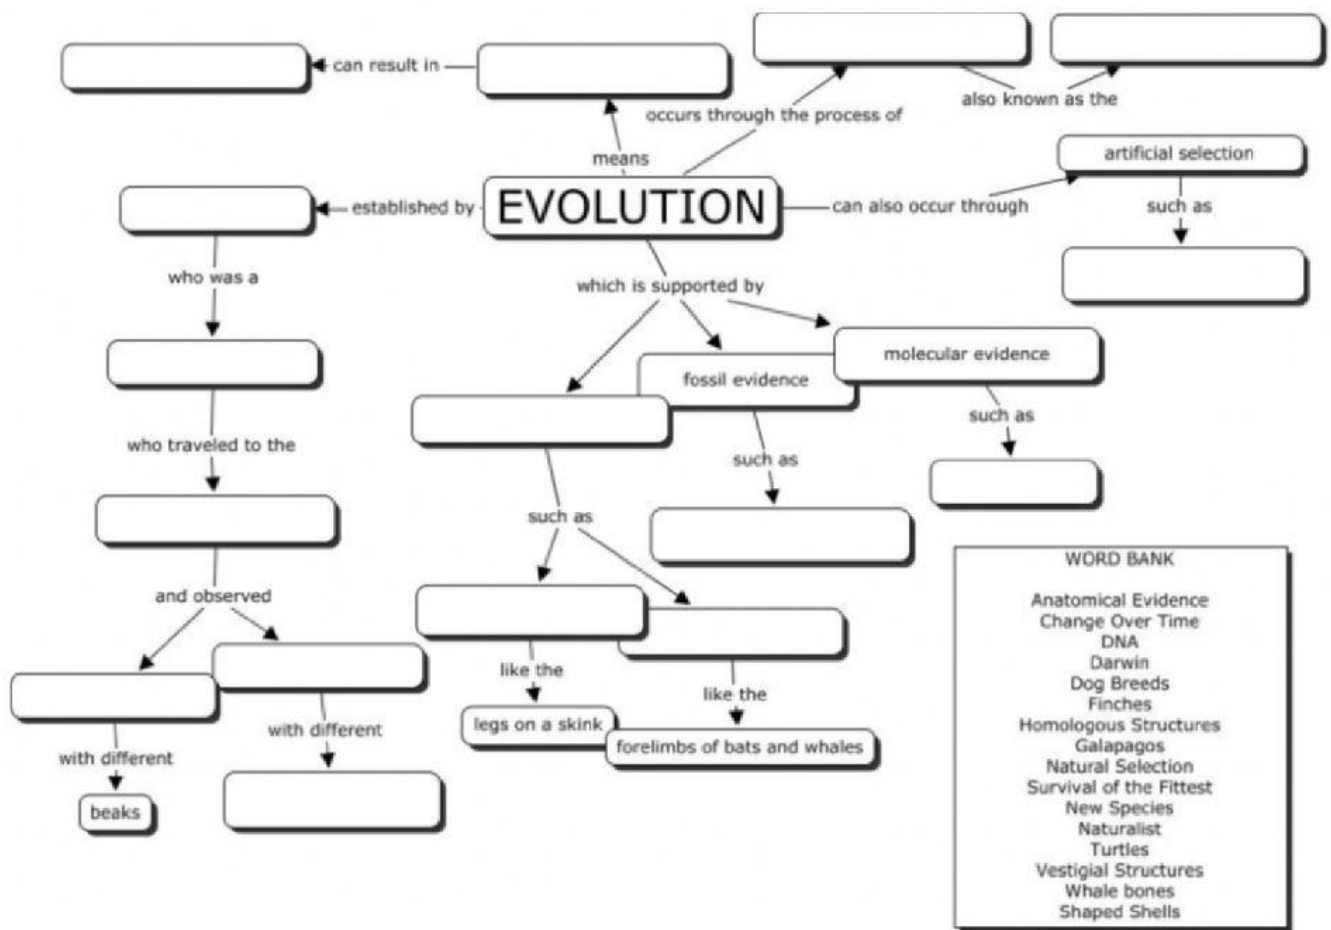 can result in
occurs through the process of
also known as the
means
artificial selection
established by
EVOLUTION
can also occur through
such as
who was a
which is supported by
molecular evidence
fossil evidence
such as
who traveled to the
such as
such as
and observed
like the
like the
legs on a skink
forelimbs of bats and whales
with different
with different
beaks
WORD BANK
Anatomical Evidence
Change Over Time
DNA
Darwin
Dog Breeds
Finches
Homologous Structures
Galapagos
Natural Selection
Survival of the Fittest
New Species
Naturalist
Turtles
Vestigial Structures
Whale bones
Shaped Shells